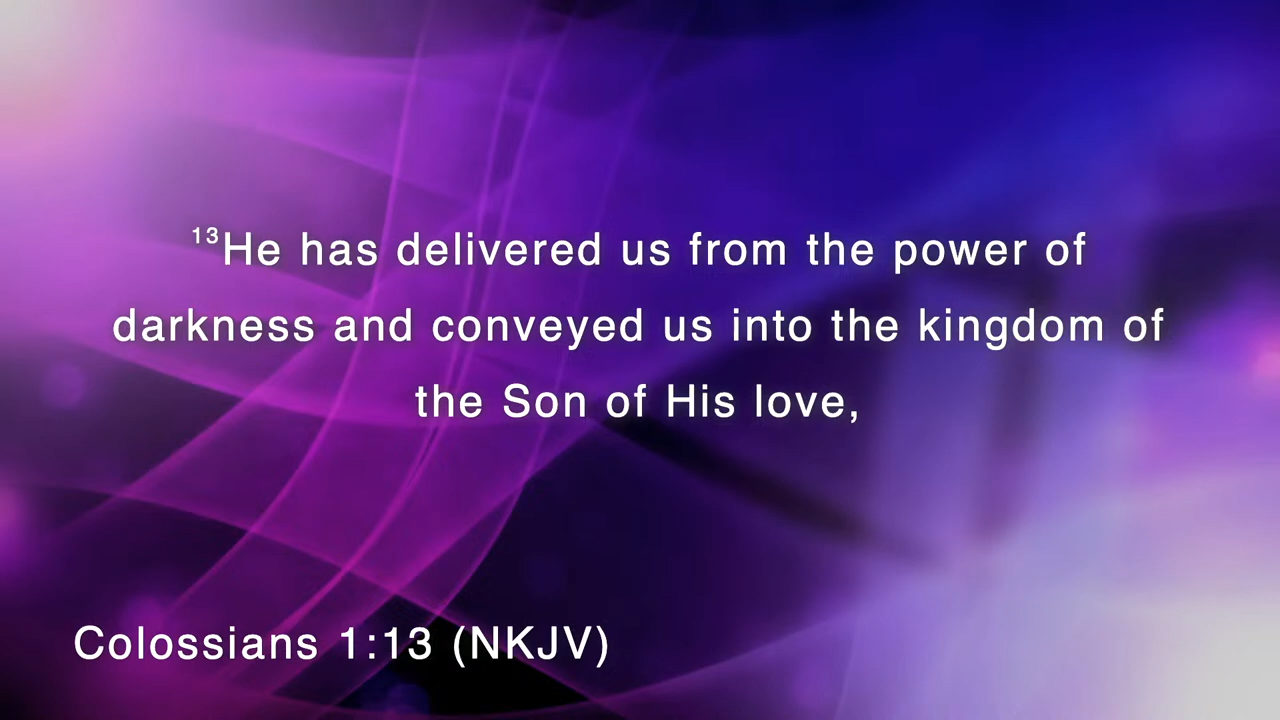 ¹³He has delivered us from the power of
darkness and conveyed us into the kingdom of
the Son of His love,
Colossians 1:13 (NKJV)